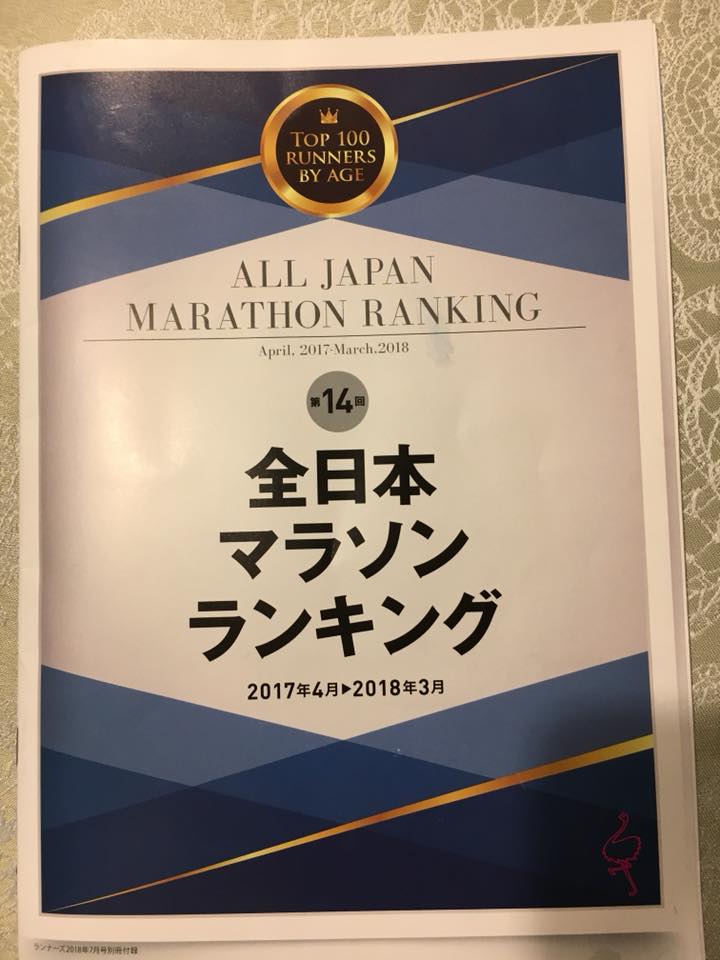 TOP 100
RUNNERS
BY AGE
ALL JAPAN
MARATHON RANKING
April, 2017-March.2018
第14回
全日本
マラソン
ランキング
2017年4月▶2018年3月
ランナーズ2018年7月号別冊付録